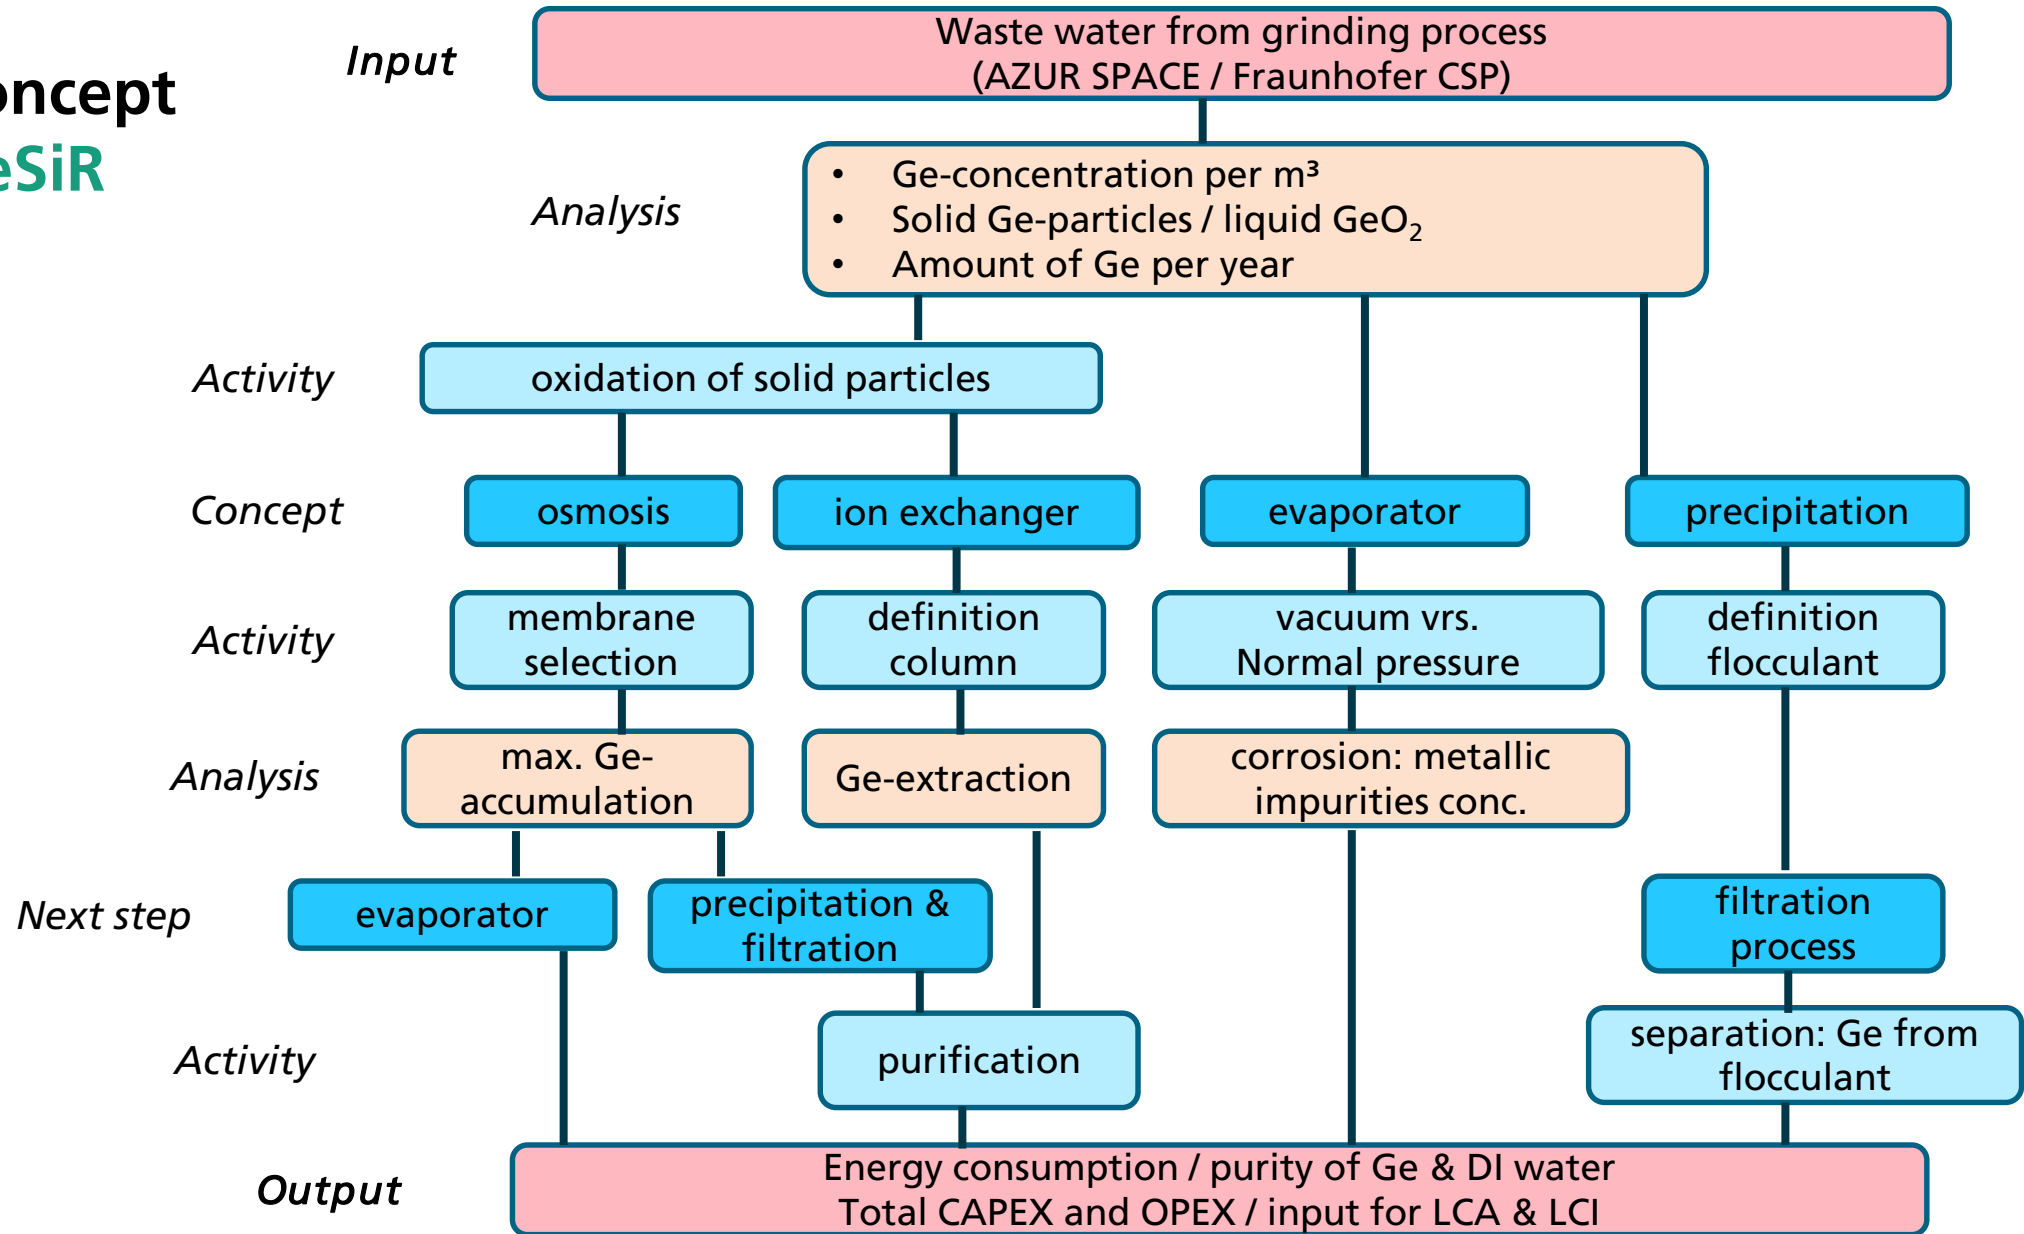 oncept
eSiR
Input
Waste water from grinding process
(AZUR SPACE / Fraunhofer CSP)
Analysis
• Ge-concentration per m³
• Solid Ge-particles / liquid GeO₂
• Amount of Ge per year
Activity
oxidation of solid particles
Concept
osmosis
ion exchanger
evaporator
precipitation
Activity
membrane
selection
definition
column
vacuum vrs.
Normal pressure
definition
flocculant
Analysis
max. Ge-
accumulation
Ge-extraction
corrosion: metallic
impurities conc.
Next step
evaporator
precipitation &
filtration
filtration
process
Activity
purification
separation: Ge from
flocculant
Output
Energy consumption / purity of Ge & DI water
Total CAPEX and OPEX / input for LCA & LCI